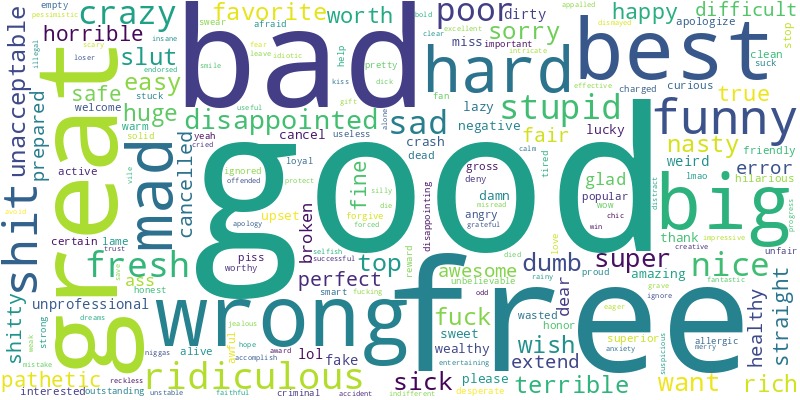 empty
pessimistic
crazy
swear
favorite
afraid
worth
bold
poor
dirty
appalled
happy
dismayed
difficult
horrible
illegal
scary
loser
insane
endorsed
bad
fear
leave
idiotic
help
clear
excellent
sorry
miss
important
intricate
best
apologize
stop
unacceptable
great
slut
smile
kiss
pretty
dick
hard
effective
curious
clean
suck
safe
easy
stuck
useful
gift
alone
fan
lazy
stupid
charged
true
prepared
welcome
huge
warm
solid
disappointed
sad
negative
fair
lucky
funny
yeah
cried
cancel
useless
crash
dead
calm
tired
nasty
weird
friendly
hilarious
error
lmao
active
mad
cancelled
good
ignored
offended
loyal
protect
fine
silly
die
gross
deny
damn
misread
glad
popular
wow
chic
win
distract
big
progress
shit
vile
certain
lame
trust
apology
upset
forgive
forced
broken
angry
grateful
disappointing
thank
impressive
creative
unfair
avoid
fresh
ass
honest
save
piss
worthy
selfish
successful
perfect
top
reward
awesome
unbelievable
died
dumb
love
rainy
proud
super
amazing
nice
fantastic
shitty
unprofessional
strong
dreams
wrong
smart
fucking
free
odd
dear
eager
grave
ignore
healthy
straight
weak
mistake
niggas
alive
awful
jealous
hope
accomplish
award
lol
fake
fuck
sweet
wealthy
entertaining
wasted
honor
wish
extend
superior
anxiety
suspicious
allergic
merry
pathetic
interested
outstanding
reckless
ridiculous
unstable
faithful
criminal
accident
sick
indifferent
please
desperate
terrible
want
rich